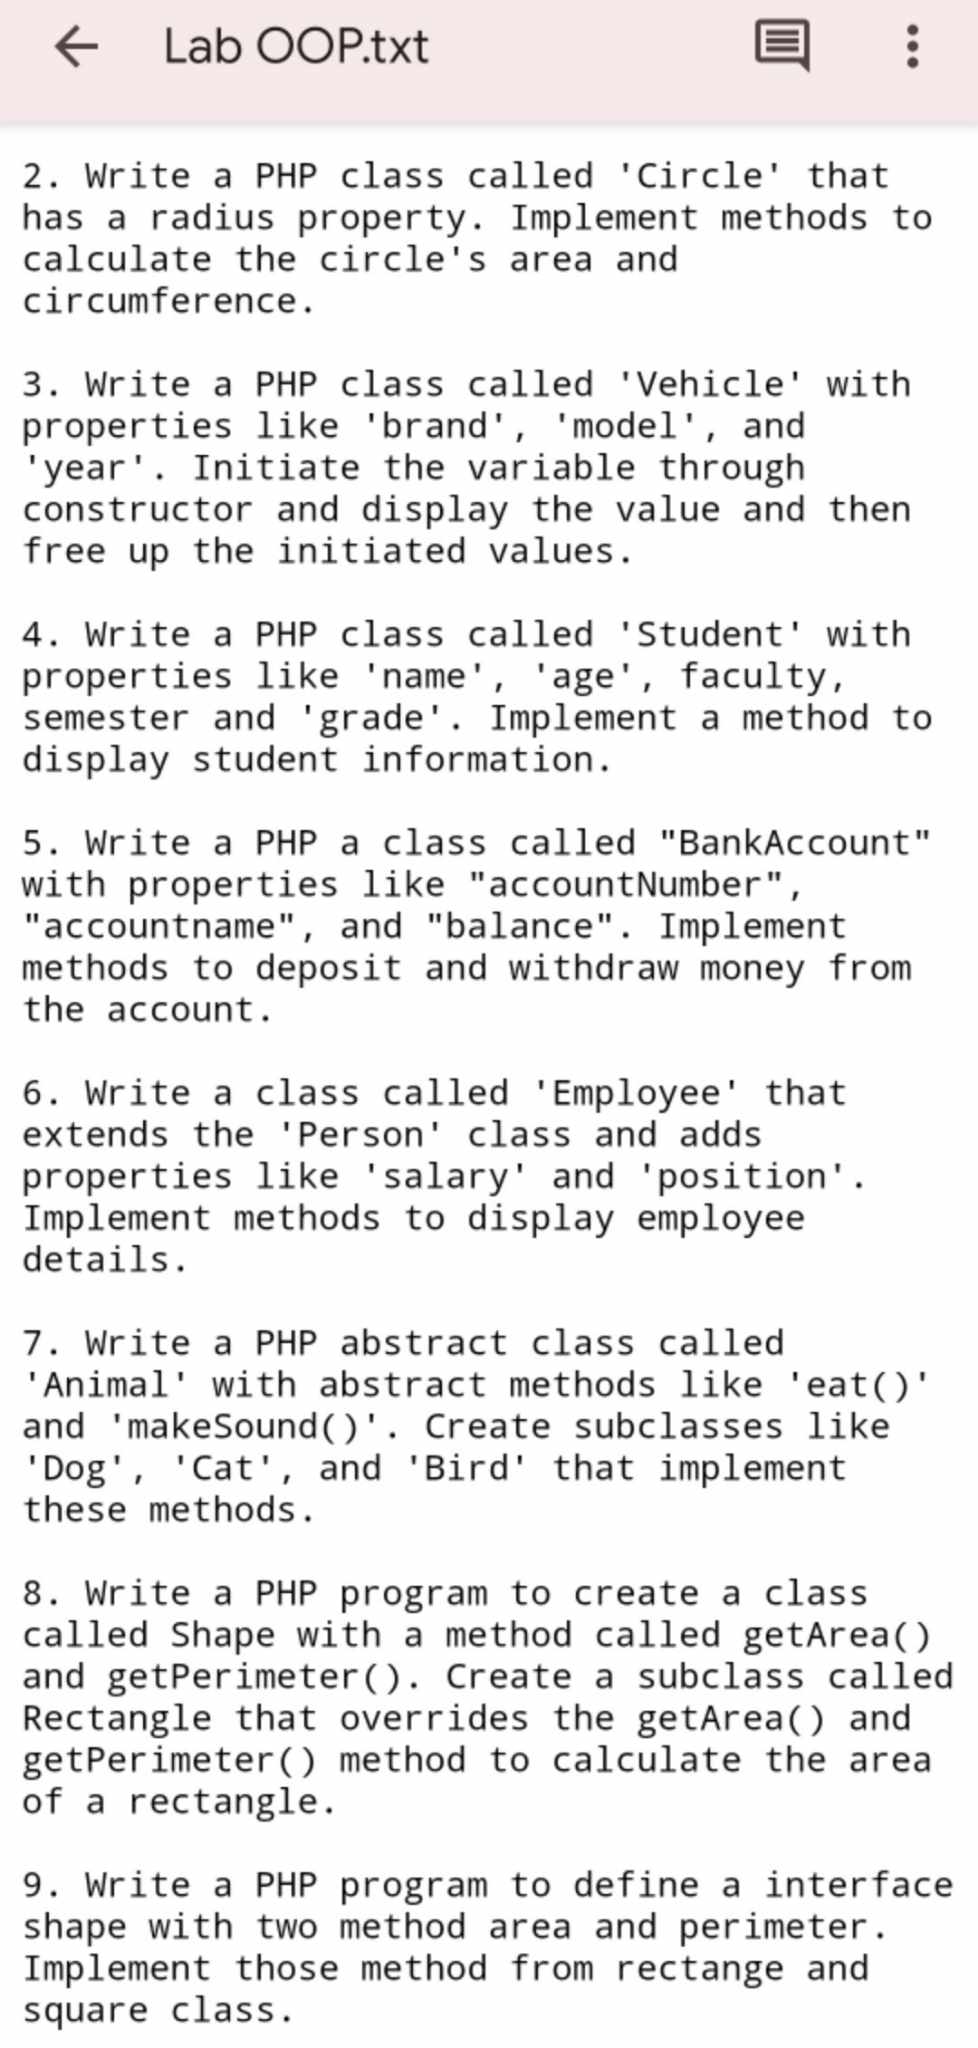 Lab OOP.txt
2. Write a PHP class called 'Circle' that
has a radius property. Implement methods to
calculate the circle's area and
circumference.
3. Write a PHP class called 'Vehicle' with
properties like 'brand', 'model', and
'year'. Initiate the variable through
constructor and display the value and then
free up the initiated values.
4. Write a PHP class called 'Student' with
properties like 'name', 'age', faculty,
semester and 'grade'. Implement a method to
display student information.
5. Write a PHP a class called "BankAccount"
with properties like "accountNumber",
"accountname", and "balance". Implement
methods to deposit and withdraw money from
the account.
6. Write a class called 'Employee' that
extends the 'Person' class and adds
properties like 'salary' and 'position'.
Implement methods to display employee
details.
7. Write a PHP abstract class called
'Animal' with abstract methods like 'eat()'
and 'makeSound()'. Create subclasses like
'Dog', 'Cat', and 'Bird' that implement
these methods.
8. Write a PHP program to create a class
called Shape with a method called getArea()
and getPerimeter(). Create a subclass called
Rectangle that overrides the getArea() and
getPerimeter() method to calculate the area
of a rectangle.
9. Write a PHP program to define a interface
shape with two method area and perimeter.
Implement those method from rectange and
square class.